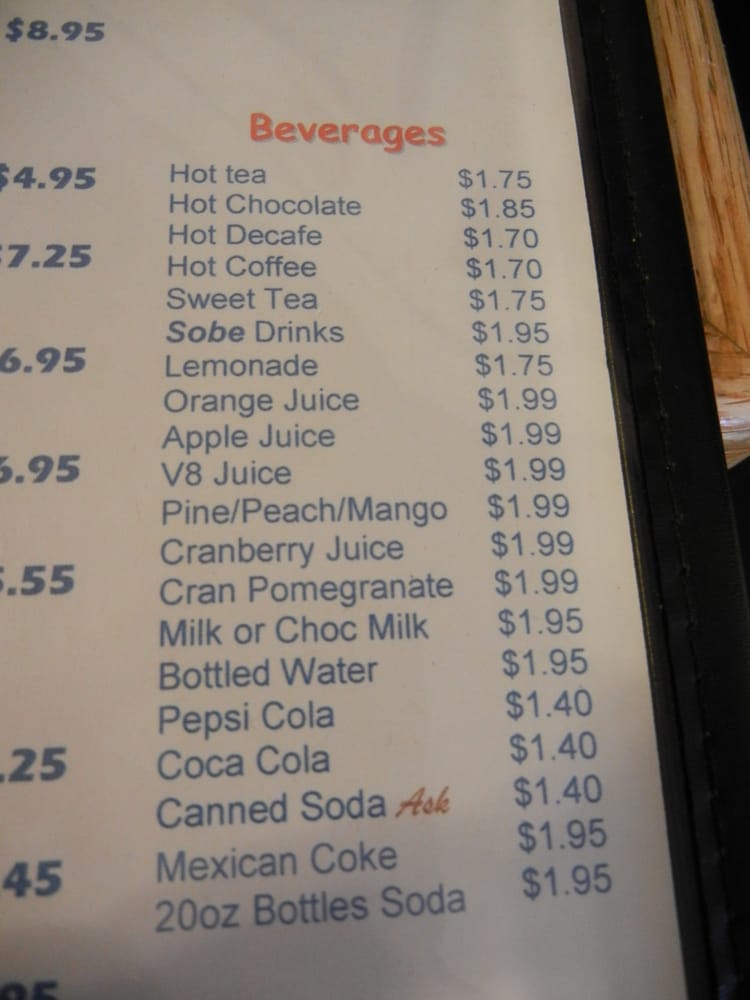 $8.95
Beverages
$4.95
Hot tea $1.75
Hot Chocolate $1.85
Hot Decafe $1.70
7.25
Hot Coffee $1.70
Sweet Tea $1.75
Sobe Drinks $1.95
6.95
Lemonade $1.75
Orange Juice $1.99
Apple Juice $1.99
.95
V8 Juice $1.99
Pine/Peach/Mango $1.99
Cranberry Juice $1.99
.55
Cran Pomegranate $1.99
Milk or Choc Milk $1.95
Bottled Water $1.95
Pepsi Cola $1.40
.25
Coca Cola $1.40
Canned Soda Ask $1.40
45
Mexican Coke $1.95
20oz Bottles Soda $1.95